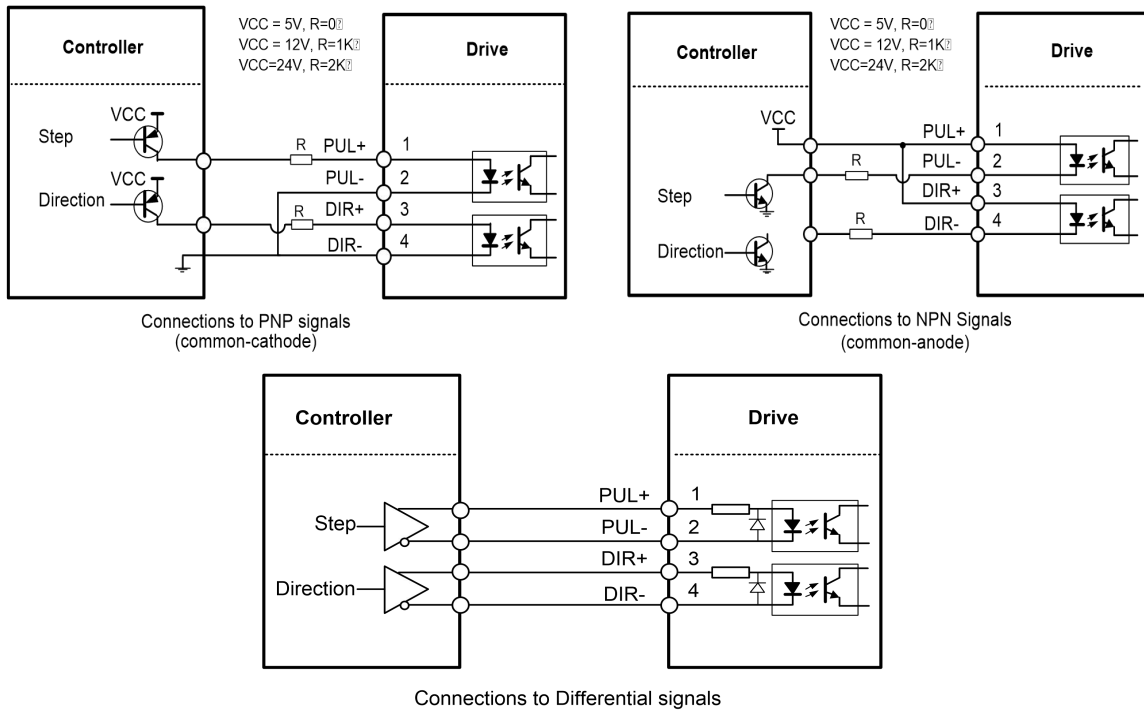 VCC = 5V, R=0
VCC = 12V, R=1K
VCC=24V, R=2K
Controller
Drive
VCC
Step
R
PUL+
1
PUL-
2
VCC
Direction
R
DIR+
3
DIR-
4
Connections to PNP signals
(common-cathode)
VCC = 5V, R=0
VCC = 12V, R=1K
VCC=24V, R=2K
Controller
Drive
VCC
PUL+
1
R
PUL-
2
Step
DIR+
3
R
DIR-
4
Direction
Connections to NPN Signals
(common-anode)
Controller
Drive
PUL+
1
Step
PUL-
2
DIR+
3
Direction
DIR-
4
Connections to Differential signals